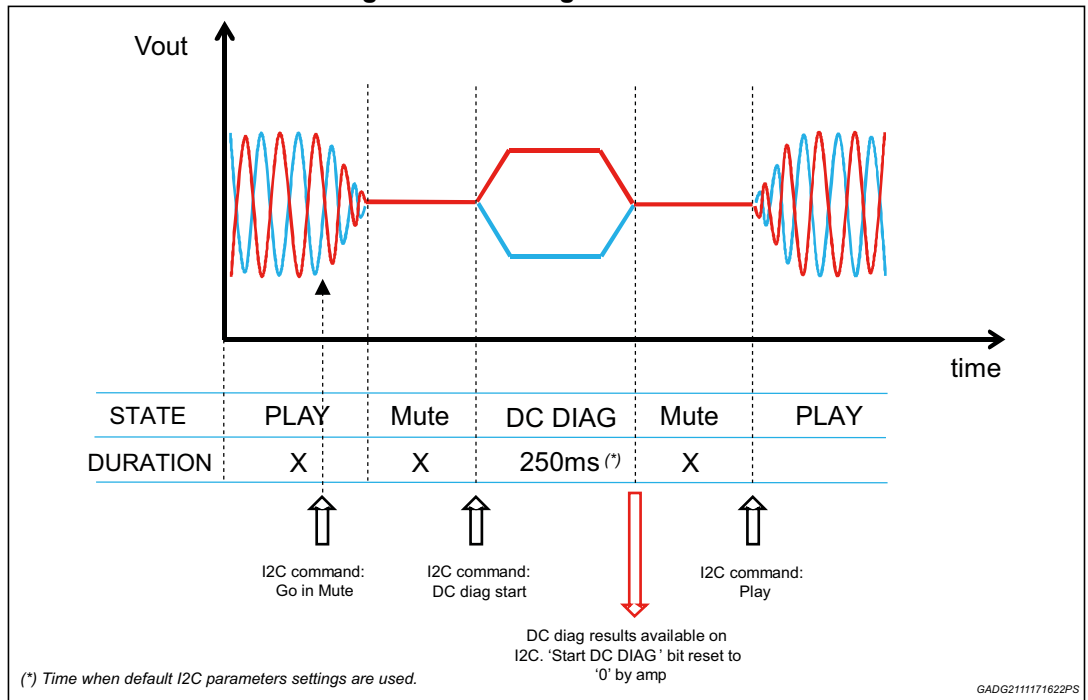 Vout
time
STATE PLAY Mute DC DIAG Mute PLAY
DURATION X X 250ms (*) X
I2C command:
Go in Mute
I2C command:
DC diag start
I2C command:
Play
DC diag results available on
I2C. ‘Start DC DIAG’ bit reset to
‘0’ by amp
(*) Time when default I2C parameters settings are used.
GADG2111171622PS